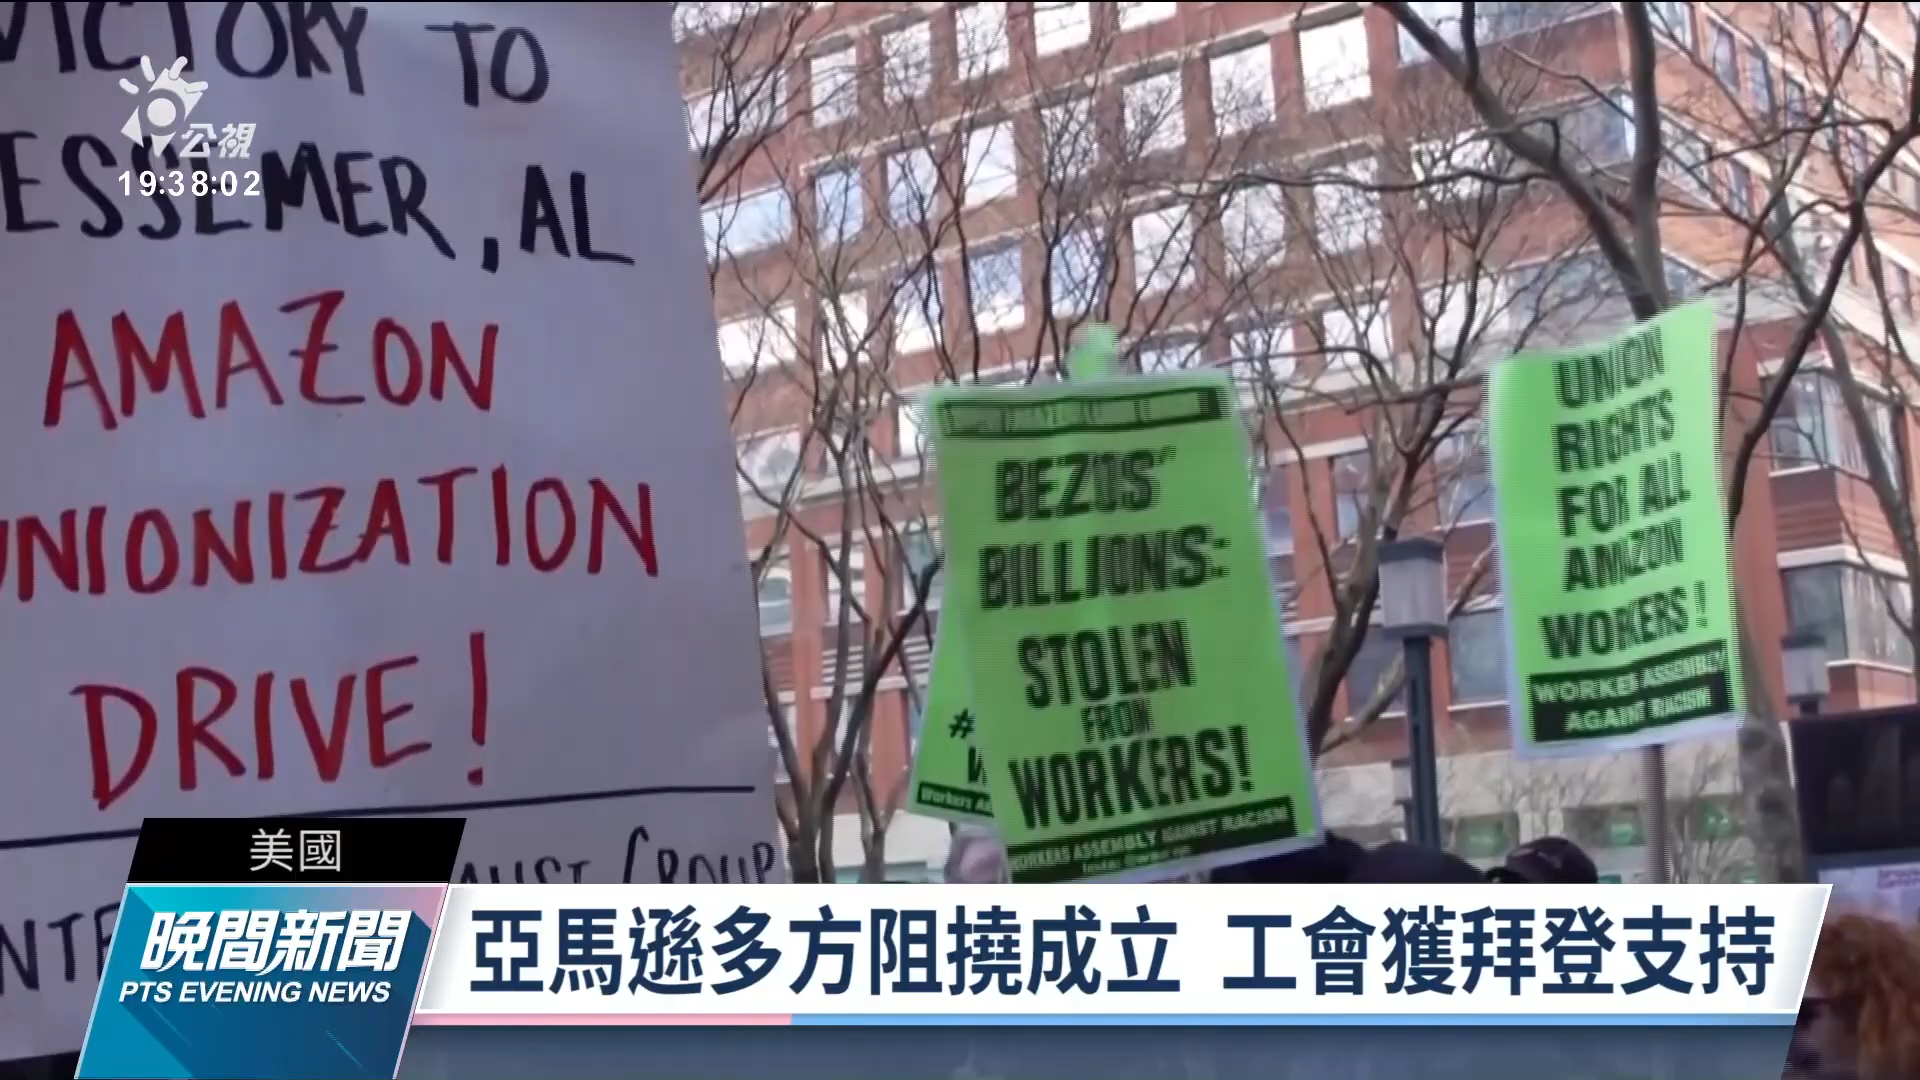 VICTORY TO
ESSEMER, AL
AMAZON
UNIONIZATION
DRIVE!
GROUP
公視
19:38:02
BEZOS'
BILLIONS:
STOLEN
FROM
WORKERS!
WORKERS ASSEMBLY AGAINST RACISM
#
UNION
RIGHTS
FOR ALL
AMAZON
WORKERS!
WORKERS ASSEMBLY
AGAINST RACISM
美國
晚間新聞
PTS EVENING NEWS
亞馬遜多方阻撓成立 工會獲拜登支持